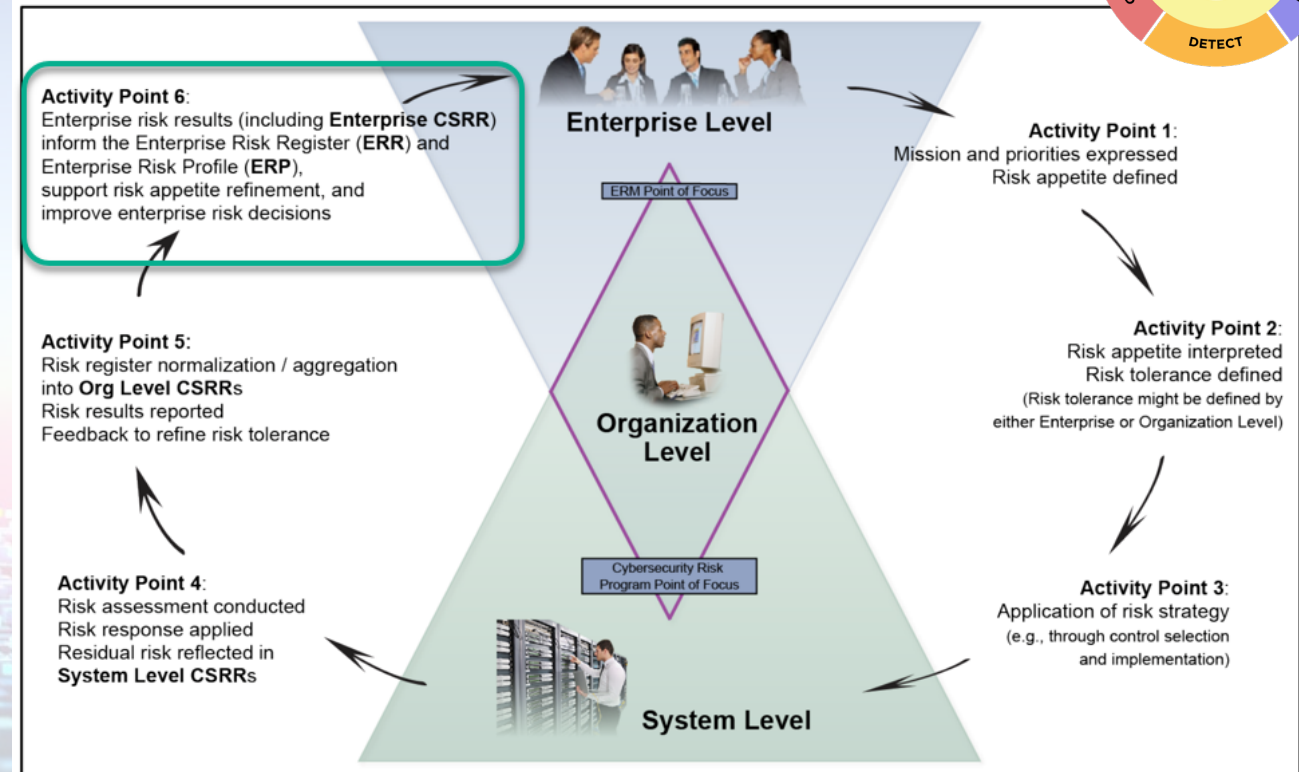 DETECT
Activity Point 6:
Enterprise risk results (including Enterprise CSRR)
inform the Enterprise Risk Register (ERR) and
Enterprise Risk Profile (ERP),
support risk appetite refinement, and
improve enterprise risk decisions
Enterprise Level
ERM Point of Focus
Activity Point 1:
Mission and priorities expressed
Risk appetite defined
Activity Point 2:
Risk appetite interpreted
Risk tolerance defined
(Risk tolerance might be defined by
either Enterprise or Organization Level)
Organization
Level
Activity Point 5:
Risk register normalization / aggregation
into Org Level CSRRs
Risk results reported
Feedback to refine risk tolerance
Cybersecurity Risk
Program Point of Focus
Activity Point 3:
Application of risk strategy
(e.g., through control selection
and implementation)
Activity Point 4:
Risk assessment conducted
Risk response applied
Residual risk reflected in
System Level CSRRs
System Level